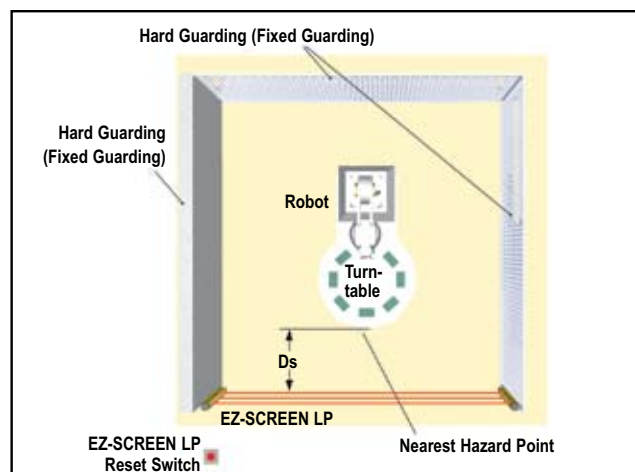 Hard Guarding (Fixed Guarding)
Hard Guarding
(Fixed Guarding)
Robot
Turn-
table
Ds
EZ-SCREEN LP
EZ-SCREEN LP
Reset Switch
Nearest Hazard Point